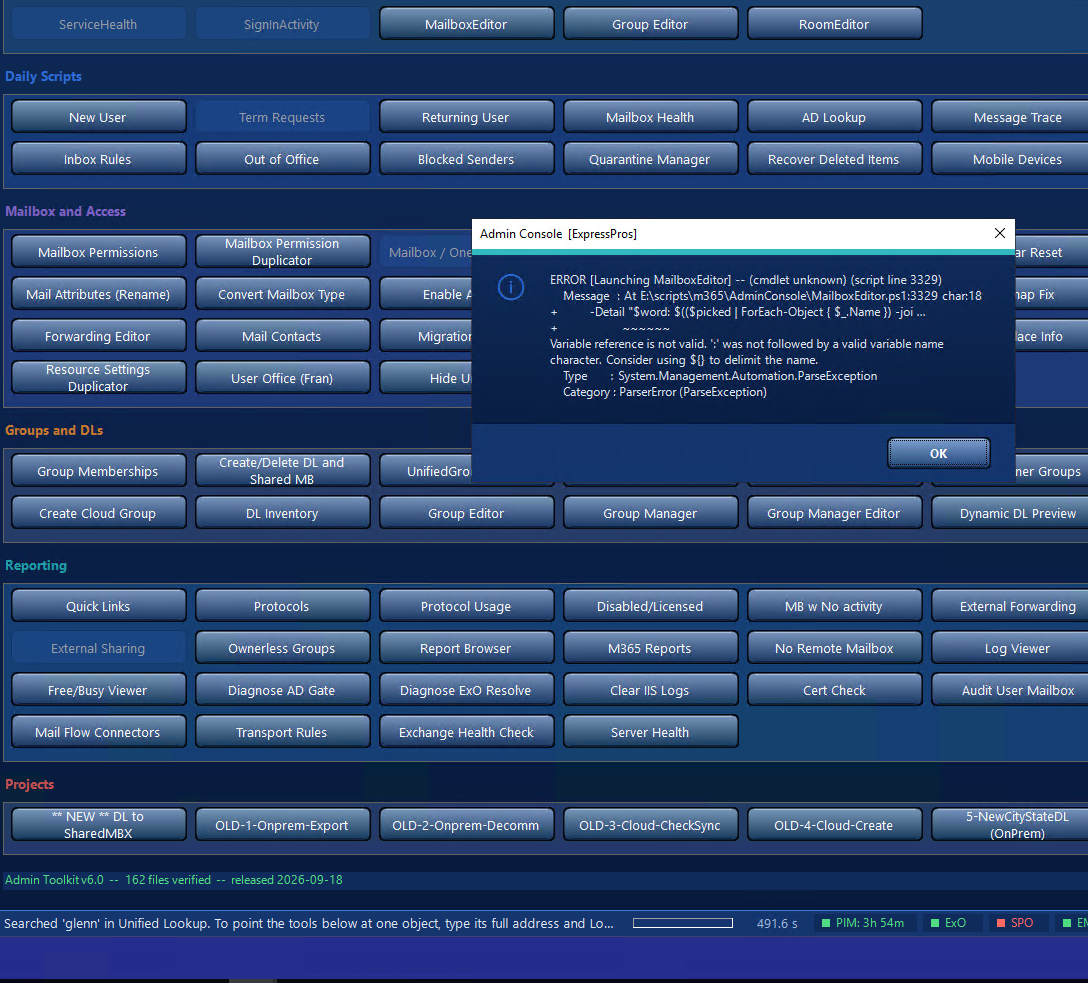 ServiceHealth SignInActivity MailboxEditor Group Editor RoomEditor
Daily Scripts
New User Term Requests Returning User Mailbox Health AD Lookup Message Trace
Inbox Rules Out of Office Blocked Senders Quarantine Manager Recover Deleted Items Mobile Devices
Mailbox and Access
Mailbox Permissions Mailbox Permission Duplicator Mailbox / One ar Reset
Mail Attributes (Rename) Convert Mailbox Type Enable A ap Fix
Forwarding Editor Mail Contacts Migration ace Info
Resource Settings Duplicator User Office (Fran) Hide U
Admin Console [ExpressPros]
ERROR [Launching MailboxEditor] -- (cmdlet unknown) (script line 3329)
Message : At E:\scripts\m365\AdminConsole\MailboxEditor.ps1:3329 char:18
+ -Detail "$word: $(($picked | ForEach-Object { $_.Name }) -joi ...
+ ~~~~~~
Variable reference is not valid. ':' was not followed by a valid variable name
character. Consider using ${} to delimit the name.
Type : System.Management.Automation.ParseException
Category : ParserError (ParseException)
OK
Groups and DLs
Group Memberships Create/Delete DL and Shared MB UnifiedGro ner Groups
Create Cloud Group DL Inventory Group Editor Group Manager Group Manager Editor Dynamic DL Preview
Reporting
Quick Links Protocols Protocol Usage Disabled/Licensed MB w No activity External Forwarding
External Sharing Ownerless Groups Report Browser M365 Reports No Remote Mailbox Log Viewer
Free/Busy Viewer Diagnose AD Gate Diagnose ExO Resolve Clear IIS Logs Cert Check Audit User Mailbox
Mail Flow Connectors Transport Rules Exchange Health Check Server Health
Projects
** NEW ** DL to SharedMBX OLD-1-Onprem-Export OLD-2-Onprem-Decomm OLD-3-Cloud-CheckSync OLD-4-Cloud-Create 5-NewCityStateDL (OnPrem)
Admin Toolkit v6.0 -- 162 files verified -- released 2026-09-18
Searched 'glenn' in Unified Lookup. To point the tools below at one object, type its full address and Lo... 491.6 s PIM: 3h 54m ExO SPO EM